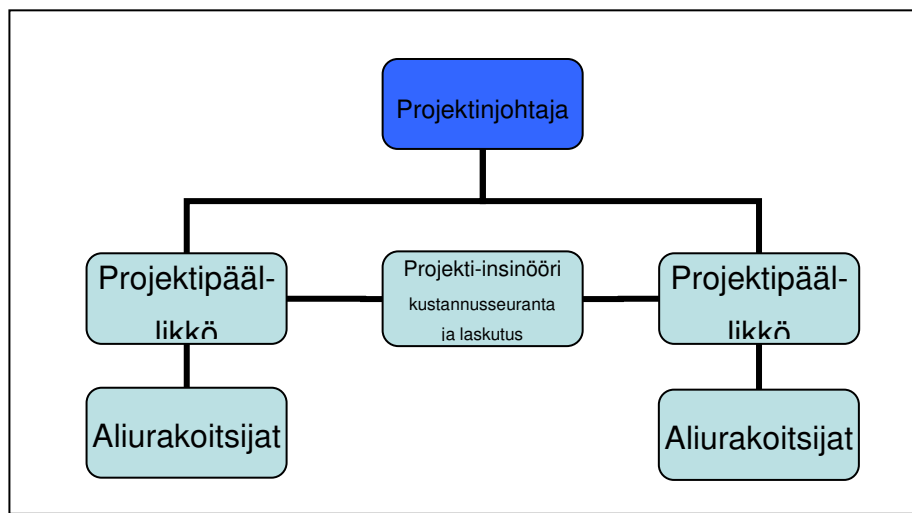 Projektinjohtaja
Projektipääl-
likkö
Projekti-insinööri
kustannusseuranta
ja laskutus
Projektipääl-
likkö
Aliurakoitsijat
Aliurakoitsijat